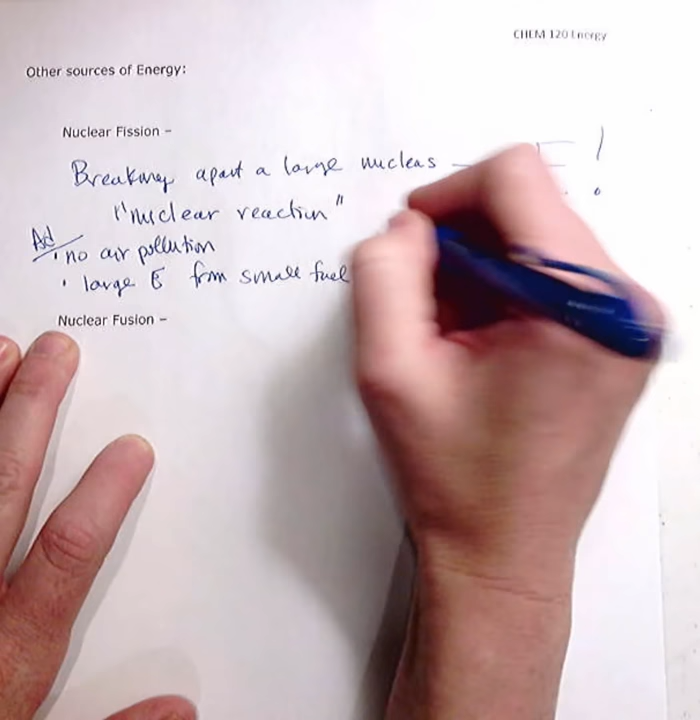 CHEM 120 Energy
Other sources of Energy:
Nuclear Fission –
Breaking apart a large nucleas — E !
"nuclear reaction"
Ad
· no air pollution
· large E from small fuel
Nuclear Fusion –